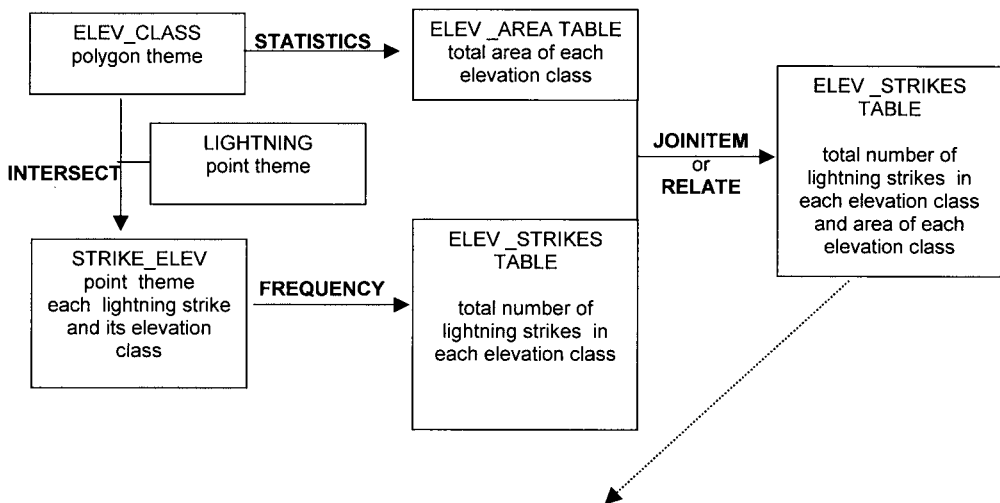 ELEV_CLASS
polygon theme
STATISTICS
ELEV _AREA TABLE
total area of each
elevation class
LIGHTNING
point theme
INTERSECT
STRIKE_ELEV
point theme
each lightning strike
and its elevation
class
FREQUENCY
ELEV _STRIKES
TABLE
total number of
lightning strikes in
each elevation class
JOINITEM
or
RELATE
ELEV _STRIKES
TABLE
total number of
lightning strikes in
each elevation class
and area of each
elevation class